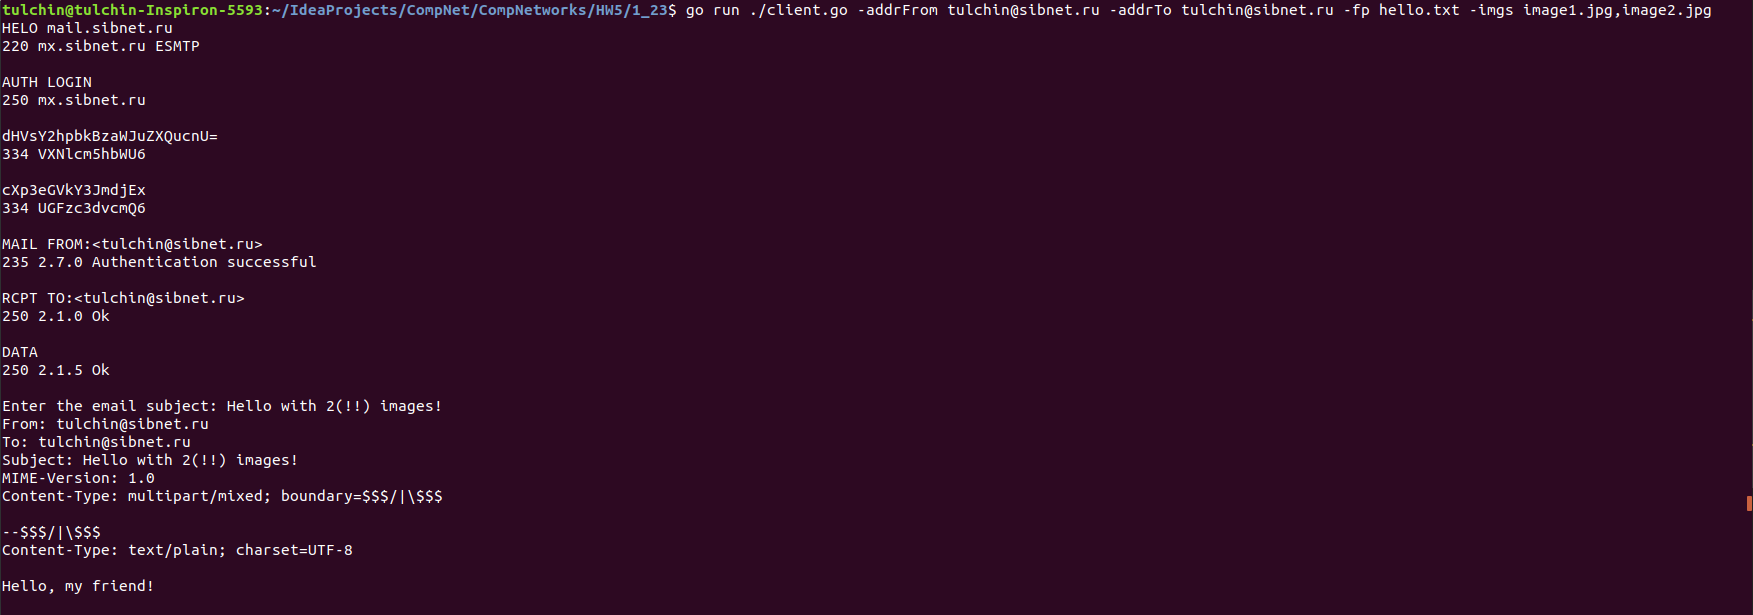 tulchin@tulchin-Inspiron-5593:~/IdeaProjects/CompNet/CompNetworks/HW5/1_23$ go run ./client.go -addrFrom tulchin@sibnet.ru -addrTo tulchin@sibnet.ru -fp hello.txt -imgs image1.jpg,image2.jpg
HELO mail.sibnet.ru
220 mx.sibnet.ru ESMTP
AUTH LOGIN
250 mx.sibnet.ru
dHVsY2hpbkBzaWJuZXQucnU=
334 VXNlcm5hbWU6
cXp3eGVkY3JmdjEx
334 UGFzc3dvcmQ6
MAIL FROM:<tulchin@sibnet.ru>
235 2.7.0 Authentication successful
RCPT TO:<tulchin@sibnet.ru>
250 2.1.0 Ok
DATA
250 2.1.5 Ok
Enter the email subject: Hello with 2(!!) images!
From: tulchin@sibnet.ru
To: tulchin@sibnet.ru
Subject: Hello with 2(!!) images!
MIME-Version: 1.0
Content-Type: multipart/mixed; boundary=$$$/|\$$$
--$$$/|\$$$
Content-Type: text/plain; charset=UTF-8
Hello, my friend!